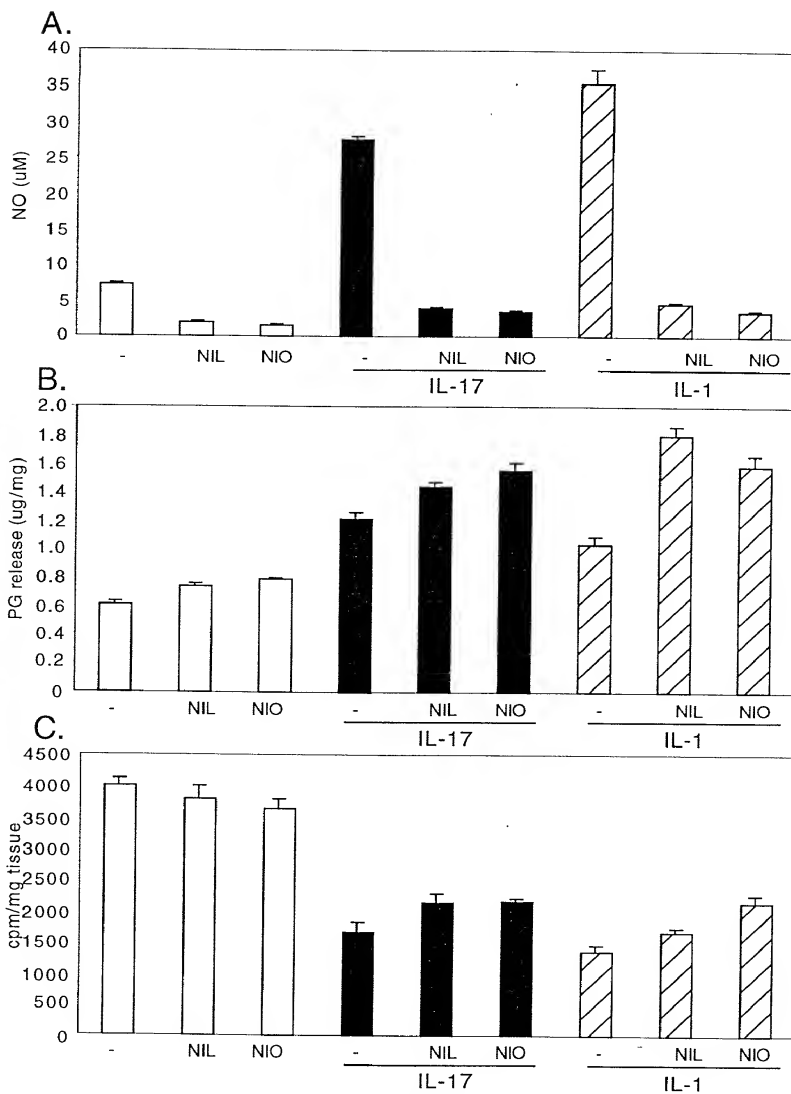 A.
40
35
30
25
20
15
10
5
0
NO (uM)
- NIL NIO - NIL NIO - NIL NIO
IL-17 IL-1
B.
2.0
1.8
1.6
1.4
1.2
1.0
0.8
0.6
0.4
0.2
0
PG release (ug/mg)
- NIL NIO - NIL NIO - NIL NIO
IL-17 IL-1
C.
4500
4000
3500
3000
2500
2000
1500
1000
500
0
cpm/mg tissue
- NIL NIO - NIL NIO - NIL NIO
IL-17 IL-1